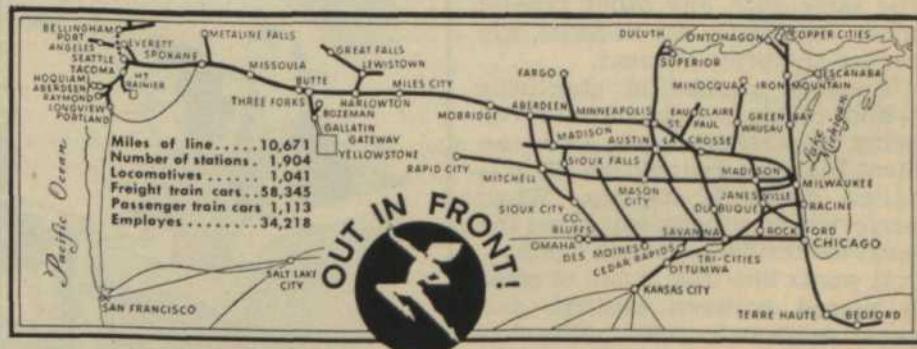 BELLINGHAM
PORT
ANGELES
EVERETT
SEATTLE
TACOMA
HOQUIAM
ABERDEEN
RAYMOND
LONGVIEW
PORTLAND
MT.
RAINIER
SPOKANE
METALINE FALLS
MISSOULA
GREAT FALLS
LEWISTOWN
BUTTE
THREE FORKS
HARLOWTON
BOZEMAN
GALLATIN
GATEWAY
YELLOWSTONE
MILES CITY
MOBRIDGE
ABERDEEN
FARGO
MINNEAPOLIS
ST.
PAUL
DULUTH
SUPERIOR
ONTONAGON
COPPER CITIES
MINOCQUA
IRON MOUNTAIN
ESCANABA
EAU CLAIRE
WAUSAU
GREEN BAY
Lake
Michigan
MADISON
AUSTIN
LA CROSSE
RAPID CITY
MITCHELL
SIOUX FALLS
MASON
CITY
MADISON
JANESVILLE
MILWAUKEE
RACINE
SIOUX CITY
DUBUQUE
ROCKFORD
CO.
BLUFFS
OMAHA
DES MOINES
CEDAR RAPIDS
SAVANNA
TRI-CITIES
OTTUMWA
CHICAGO
KANSAS CITY
TERRE HAUTE
BEDFORD
Pacific Ocean
SAN FRANCISCO
SALT LAKE
CITY
Miles of line.....10,671
Number of stations. 1,904
Locomotives ...... 1,041
Freight train cars..58,345
Passenger train cars 1,113
Employes ........34,218
OUT IN FRONT!